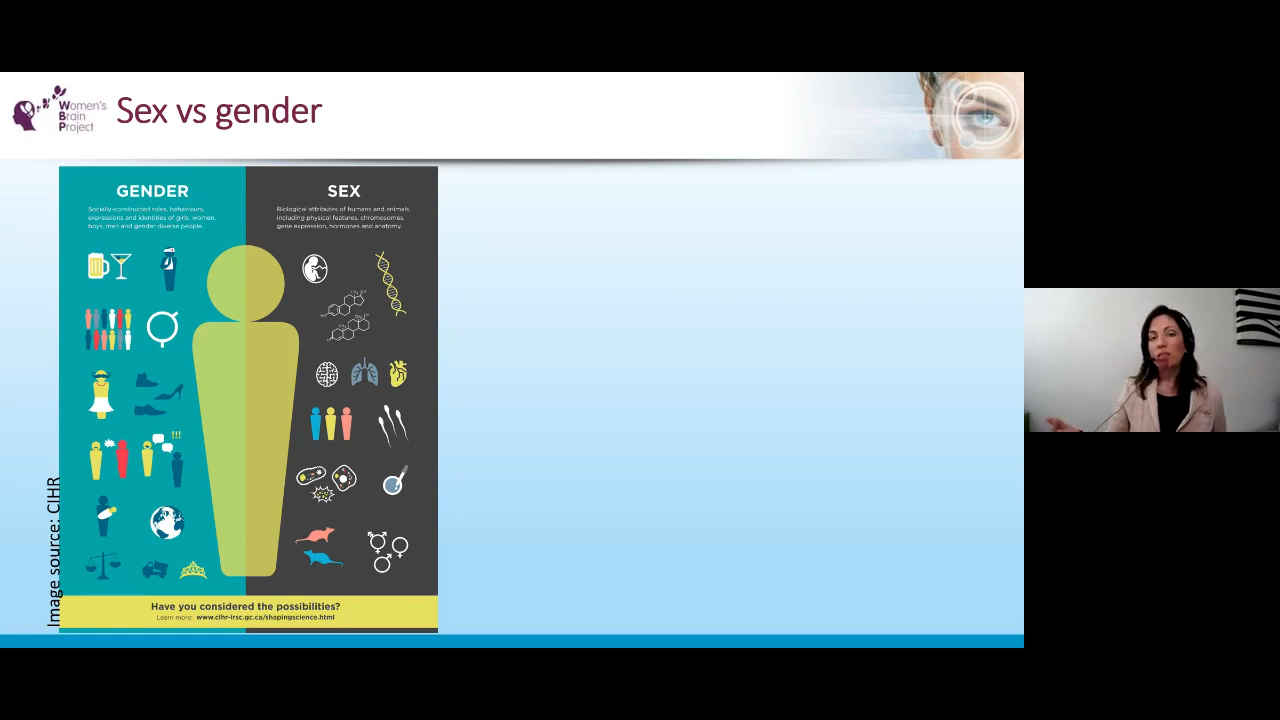 Women's
Brain
Project
Sex vs gender
GENDER
Socially-constructed roles, behaviours,
expressions and identities of girls, women,
boys, men and gender diverse people.
SEX
Biological attributes of humans and animals,
including physical features, chromosomes,
gene expression, hormones and anatomy.
!!!
Image source: CIHR
Have you considered the possibilities?
Learn more: www.cihr-irsc.gc.ca/shapingscience.html